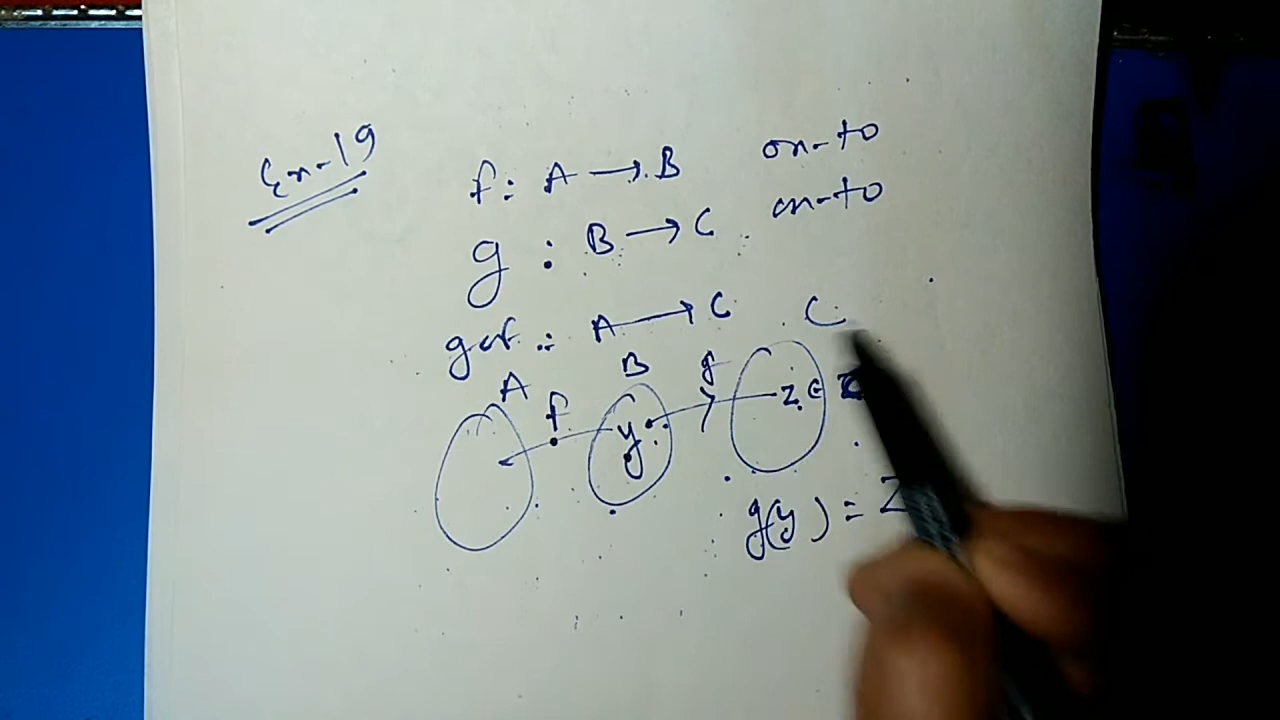 Ex-19
f: A → B on-to
g : B → C on-to
gof : A → C
A B C
f g
y z ∈
g(y) = z